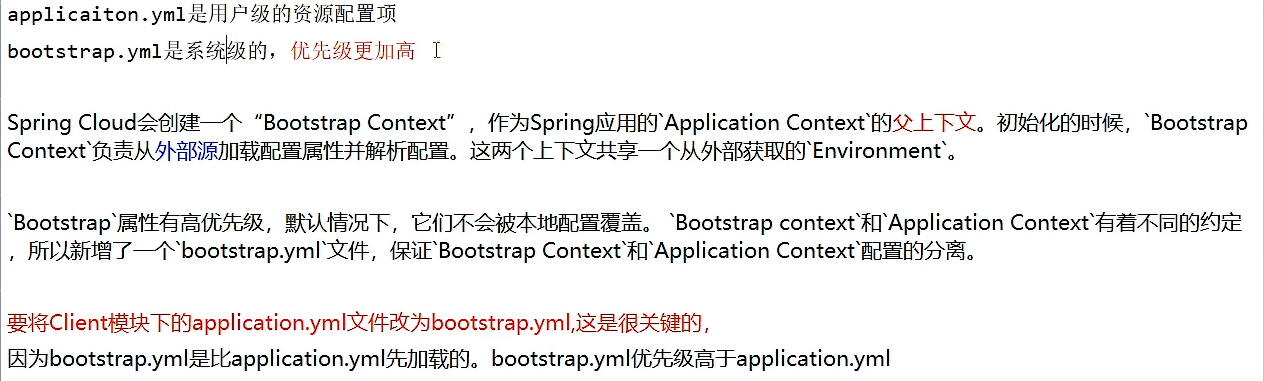 applicaiton.yml是用户级的资源配置项
bootstrap.yml是系统级的，优先级更加高
Spring Cloud会创建一个“Bootstrap Context”，作为Spring应用的`Application Context`的父上下文。初始化的时候，`Bootstrap
Context`负责从外部源加载配置属性并解析配置。这两个上下文共享一个从外部获取的`Environment`。
`Bootstrap`属性有高优先级，默认情况下，它们不会被本地配置覆盖。 `Bootstrap context`和`Application Context`有着不同的约定
，所以新增了一个`bootstrap.yml`文件，保证`Bootstrap Context`和`Application Context`配置的分离。
要将Client模块下的application.yml文件改为bootstrap.yml,这是很关键的，
因为bootstrap.yml是比application.yml先加载的。bootstrap.yml优先级高于application.yml